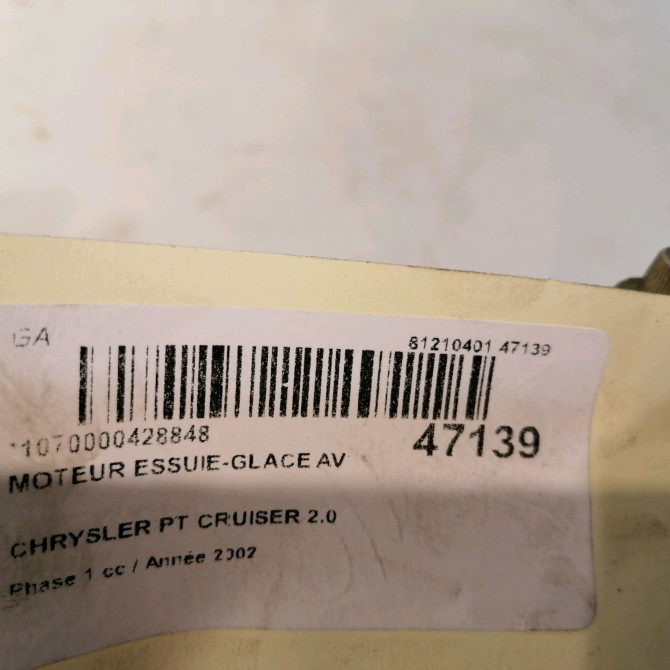 GA
81210401 47139
*1070000428848
47139
MOTEUR ESSUIE-GLACE AV
CHRYSLER PT CRUISER 2.0
Phase 1 cc / Année 2002